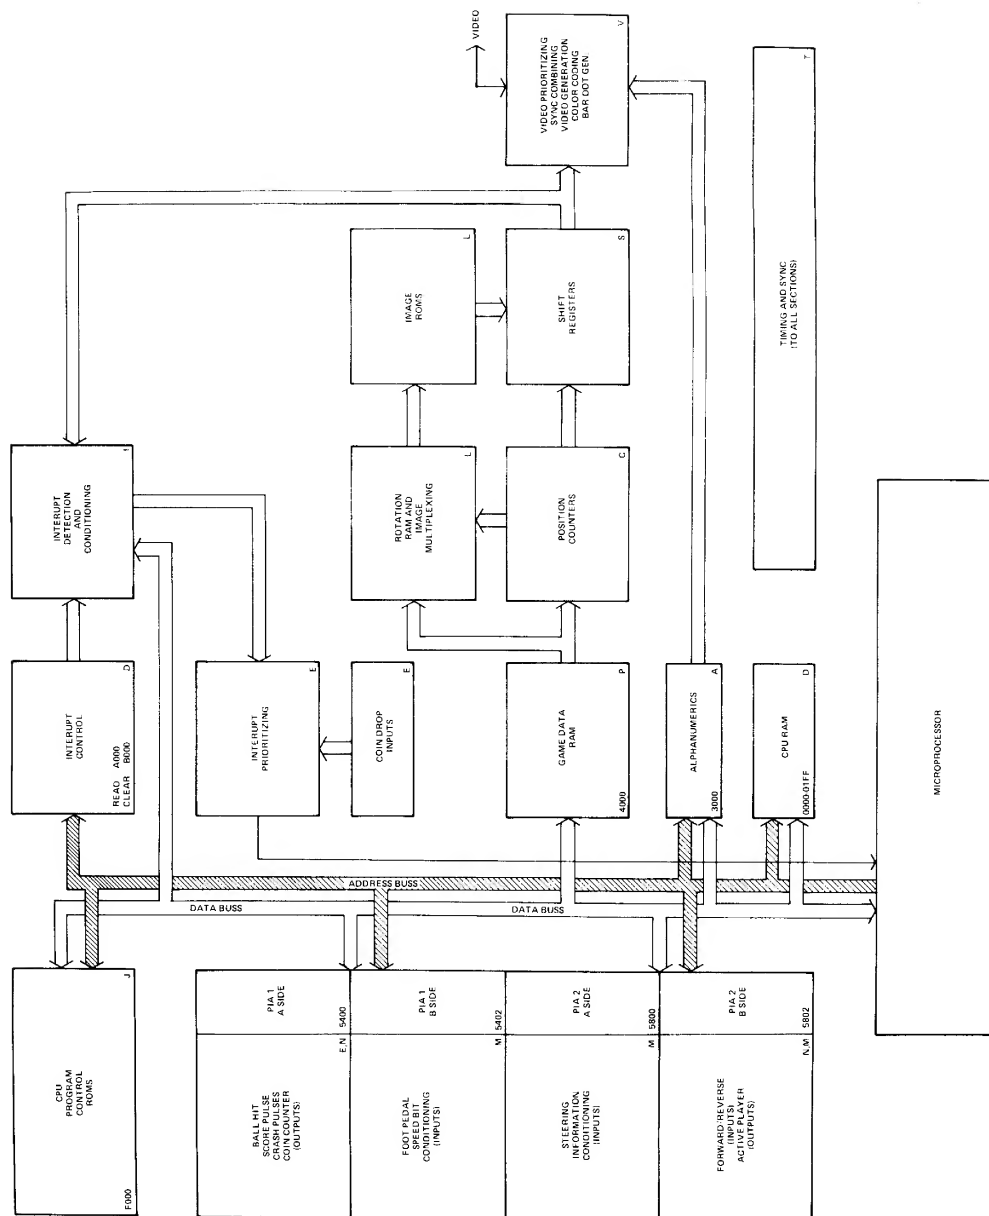 VIDEO
VIDEO PRIORITIZING
SYNC COMBINING
VIDEO GENERATION
COLOR CODING
BAR DOT GEN.
V
TIMING AND SYNC
(TO ALL SECTIONS)
T
IMAGE
ROMS
L
SHIFT
REGISTERS
S
INTERUPT
DETECTION
AND
CONDITIONING
I
ROTATION
RAM AND
IMAGE
MULTIPLEXING
L
POSITION
COUNTERS
C
INTERUPT
CONTROL
D
READ A000
CLEAR B000
INTERUPT
PRIORITIZING
E
COIN DROP
INPUTS
E
GAME DATA
RAM
P
4000
ALPHANUMERICS
A
3000
CPU RAM
D
0000-01FF
MICROPROCESSOR
ADDRESS BUSS
DATA BUSS
DATA BUSS
CPU
PROGRAM
CONTROL
ROMS
J
F000
PIA 1
A SIDE
5400
BALL HIT
SCORE PULSE
CRASH PULSES
COIN COUNTER
(OUTPUTS)
E,N
PIA 1
B SIDE
5402
FOOT PEDAL
SPEED BIT
CONDITIONING
(INPUTS)
M
PIA 2
A SIDE
5800
STEERING
INFORMATION
CONDITIONING
(INPUTS)
M
PIA 2
B SIDE
5802
FORWARD/REVERSE
(INPUTS)
ACTIVE PLAYER
(OUTPUTS)
N,M